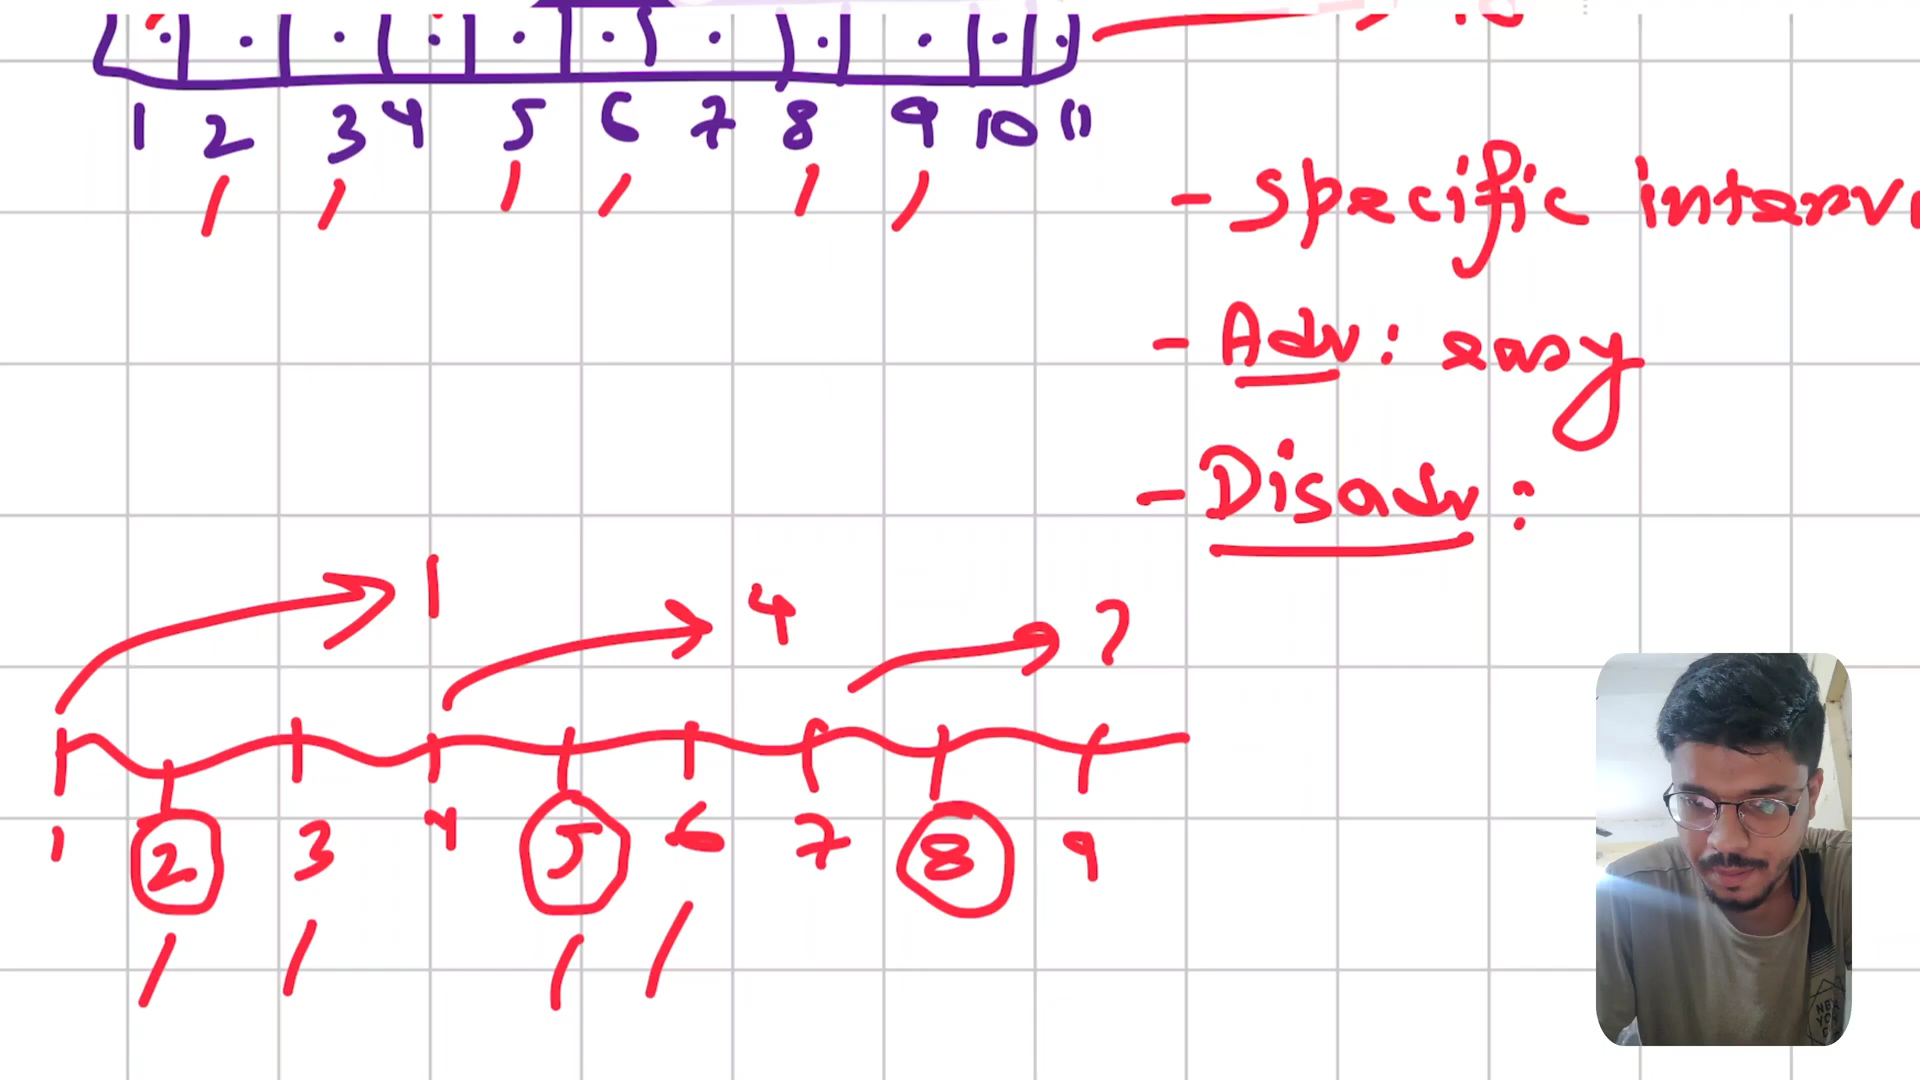 1 2 3 4 5 6 7 8 9 10 11
- Specific interv
- Adv: easy
- Disadv:
1 4 7
1 2 3 4 5 6 7 8 9